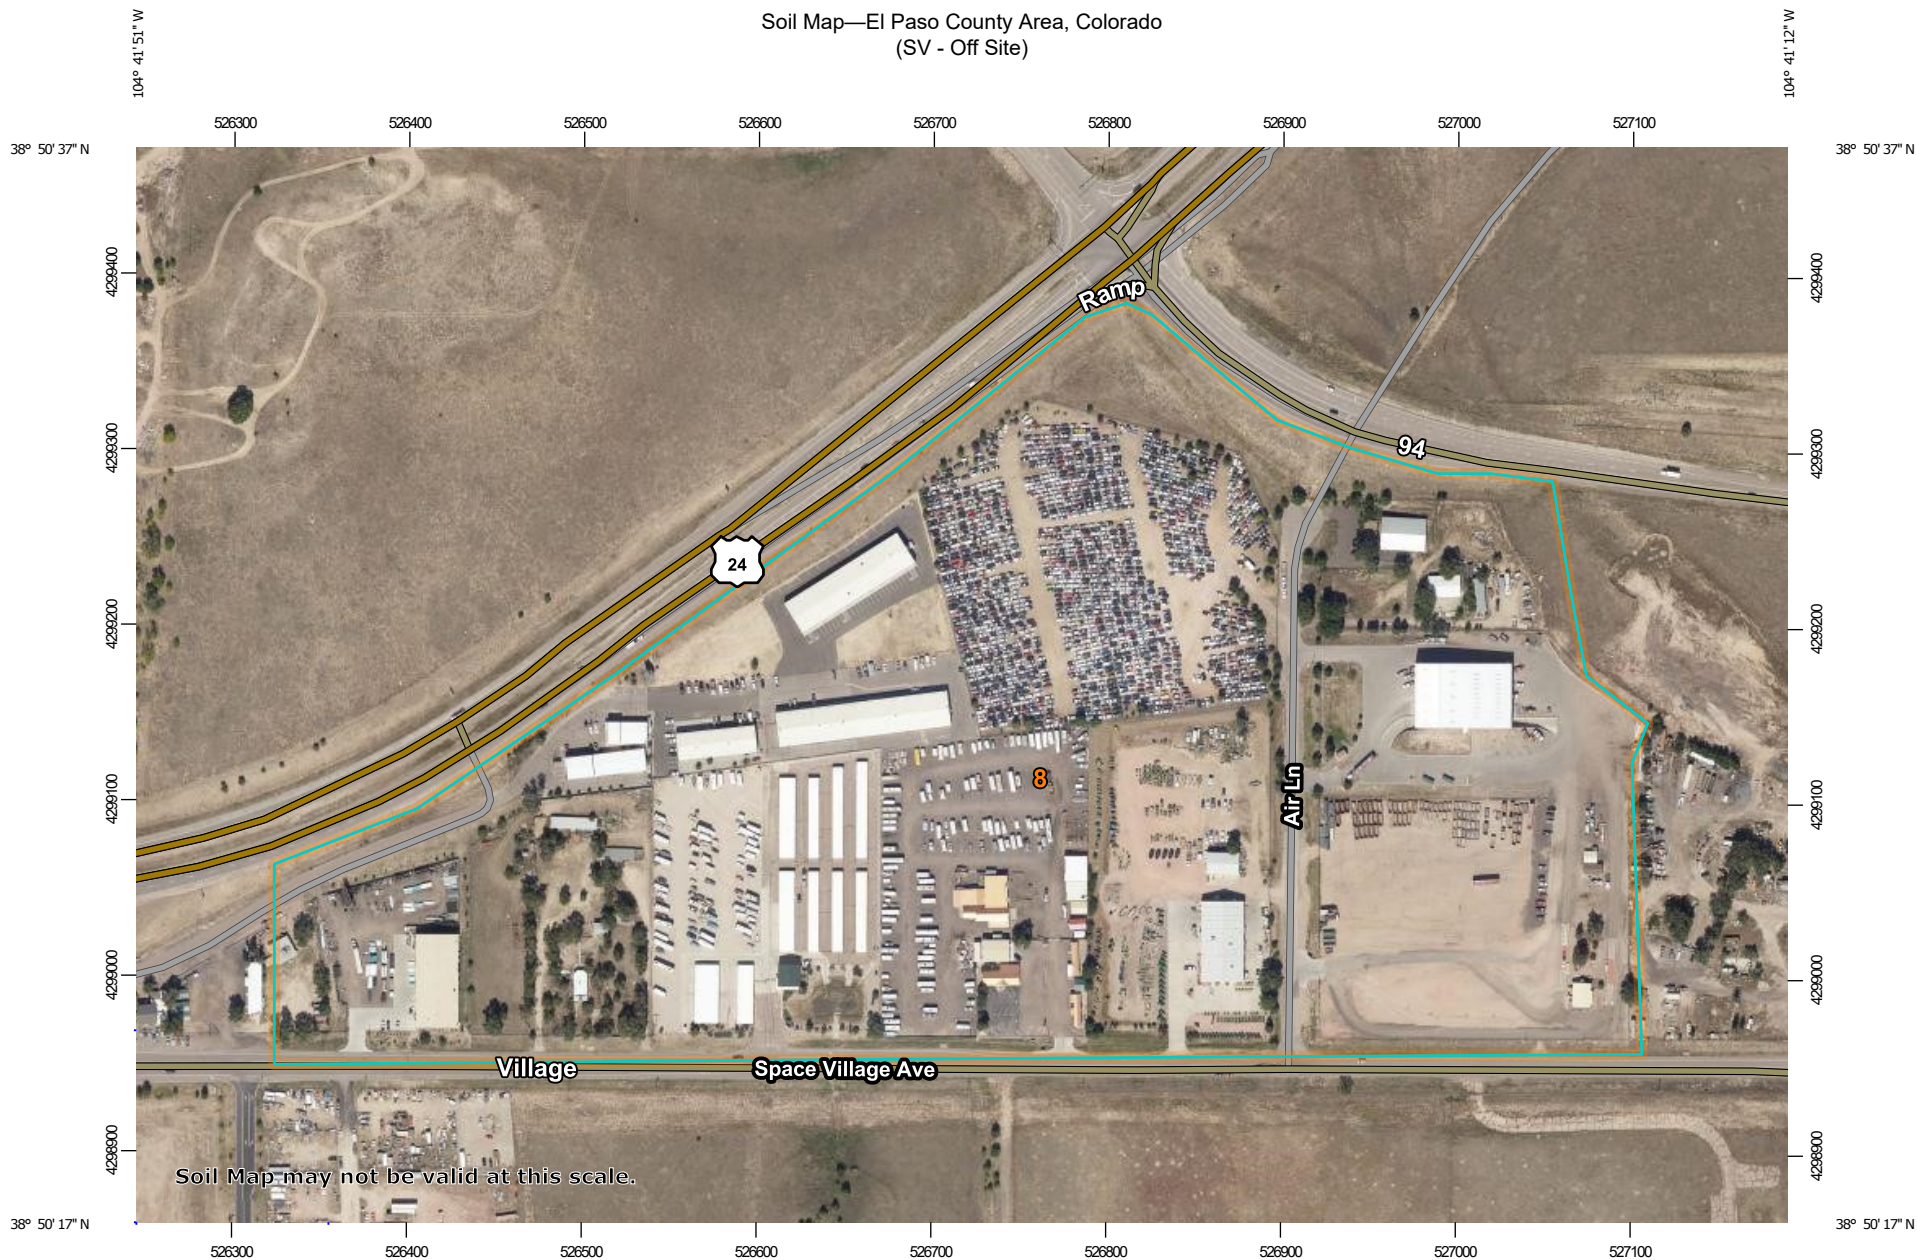 Soil Map—El Paso County Area, Colorado
(SV - Off Site)
104° 41' 51" W
104° 41' 12" W
526300 526400 526500 526600 526700 526800 526900 527000 527100
38° 50' 37" N
38° 50' 37" N
4299400
4299400
Ramp
94
4299300
4299300
24
4299200
4299200
8
Air Ln
4299100
4299100
4299000
4299000
Village
Space Village Ave
4298900
4298900
Soil Map may not be valid at this scale.
38° 50' 17" N
38° 50' 17" N
526300 526400 526500 526600 526700 526800 526900 527000 527100